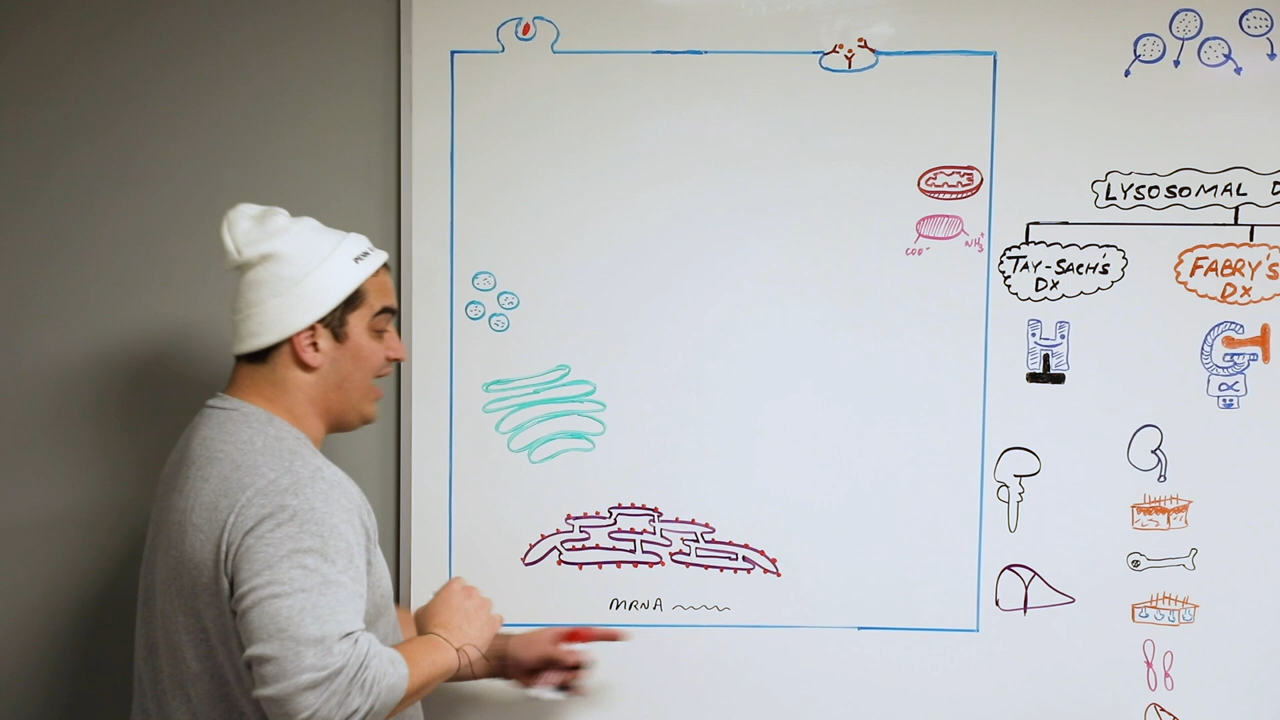 COO⁻
NH₃⁺
MRNA
LYSOSOMAL D
TAY-SACH'S
DX
FABRY'S
DX
H
G
α